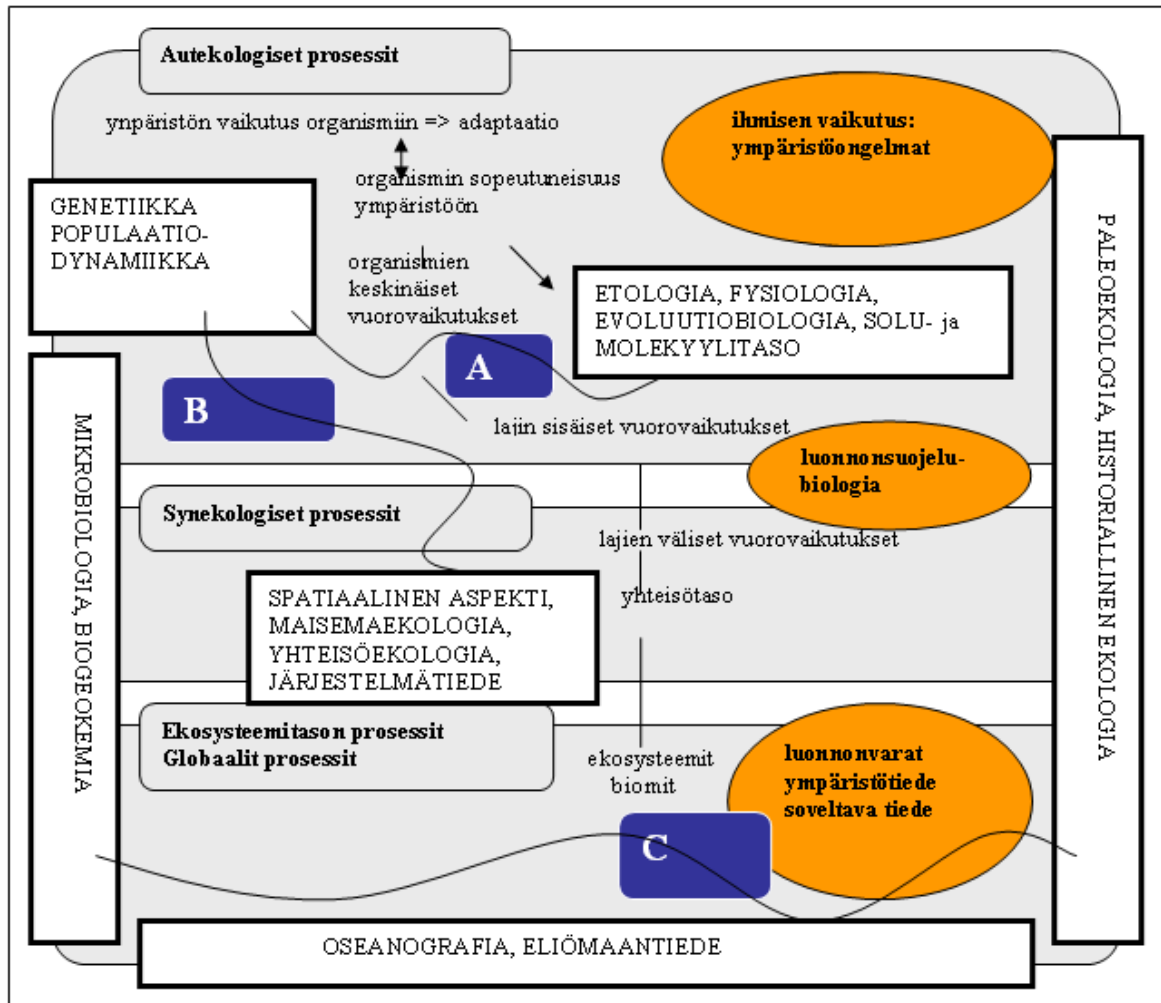 Autekologiset prosessit
ynpäristön vaikutus organismiin => adaptaatio
ihmisen vaikutus:
ympäristöongelmat
organismin sopeutuneisuus
ympäristöön
GENETIIKKA
POPULAATIO-
DYNAMIIKKA
organismien
keskinäiset
vuorovaikutukset
ETOLOGIA, FYSIOLOGIA,
EVOLUUTIOBIOLOGIA, SOLU- ja
MOLEKYYLITASO
A
B
lajin sisäiset vuorovaikutukset
luonnonsuojelu-
biologia
Synekologiset prosessit
lajien väliset vuorovaikutukset
yhteisötaso
SPATIAALINEN ASPEKTI,
MAISEMAEKOLOGIA,
YHTEISÖEKOLOGIA,
JÄRJESTELMÄTIEDE
Ekosysteemitason prosessit
Globaalit prosessit
ekosysteemit
biomit
luonnonvarat
ympäristötiede
soveltava tiede
C
MIKROBIOLOGIA, BIOGEOKEMIA
PALEOEKOLOGIA, HISTORIALLINEN EKOLOGIA
OSEANOGRAFIA, ELIÖMAANTIEDE